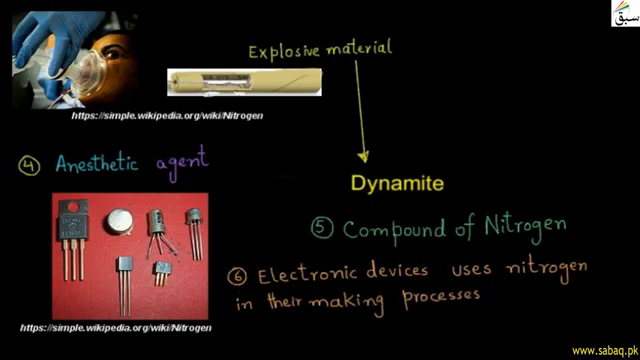 سبق
Explosive material
https://simple.wikipedia.org/wiki/Nitrogen
④ Anesthetic agent
Dynamite
⑤ Compound of Nitrogen
⑥ Electronic devices uses nitrogen
in their making processes
https://simple.wikipedia.org/wiki/Nitrogen
www.sabaq.pk